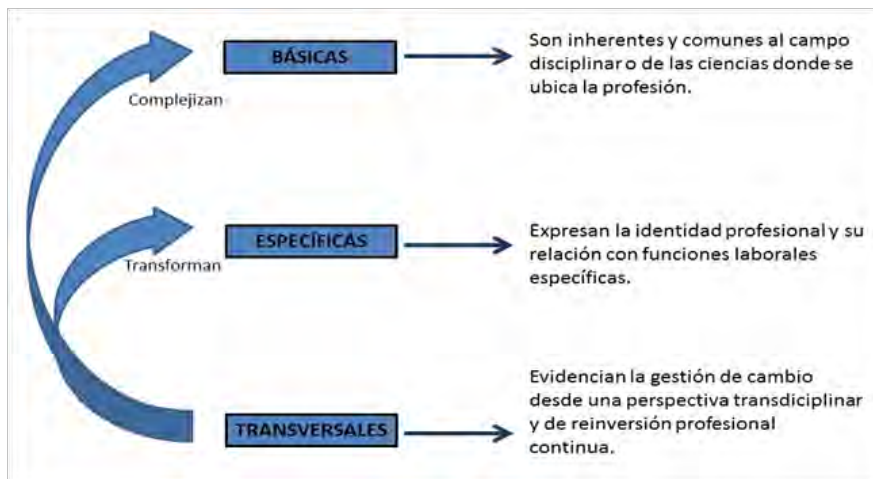 BÁSICAS
Son inherentes y comunes al campo
disciplinar o de las ciencias donde se
ubica la profesión.
Complejizan
ESPECÍFICAS
Expresan la identidad profesional y su
relación con funciones laborales
específicas.
Transforman
TRANSVERSALES
Evidencian la gestión de cambio
desde una perspectiva transdiciplinar
y de reinversión profesional
continua.